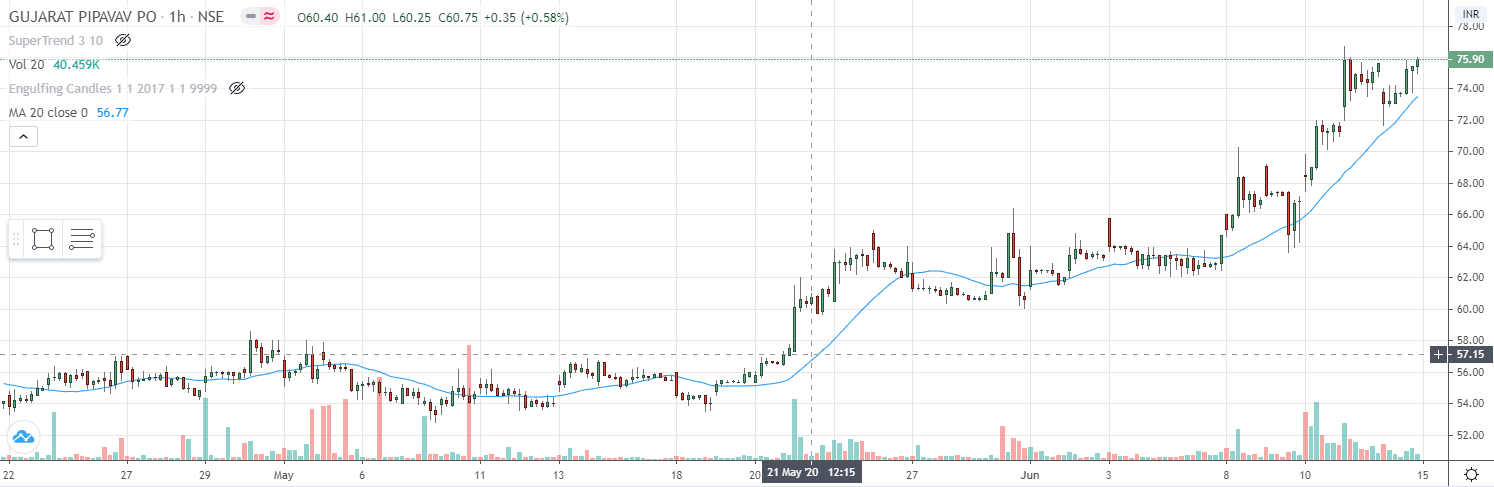 GUJARAT PIPAVAV PO · 1h · NSE O60.40 H61.00 L60.25 C60.75 +0.35 (+0.58%)
SuperTrend 3 10
Vol 20 40.459K
Engulfing Candles 1 1 2017 1 1 9999
MA 20 close 0 56.77
INR
78.00
75.90
74.00
72.00
70.00
68.00
66.00
64.00
62.00
60.00
58.00
57.15
56.00
54.00
52.00
22 27 29 May 6 11 13 18 20 21 May '20 12:15 27 Jun 3 8 10 15